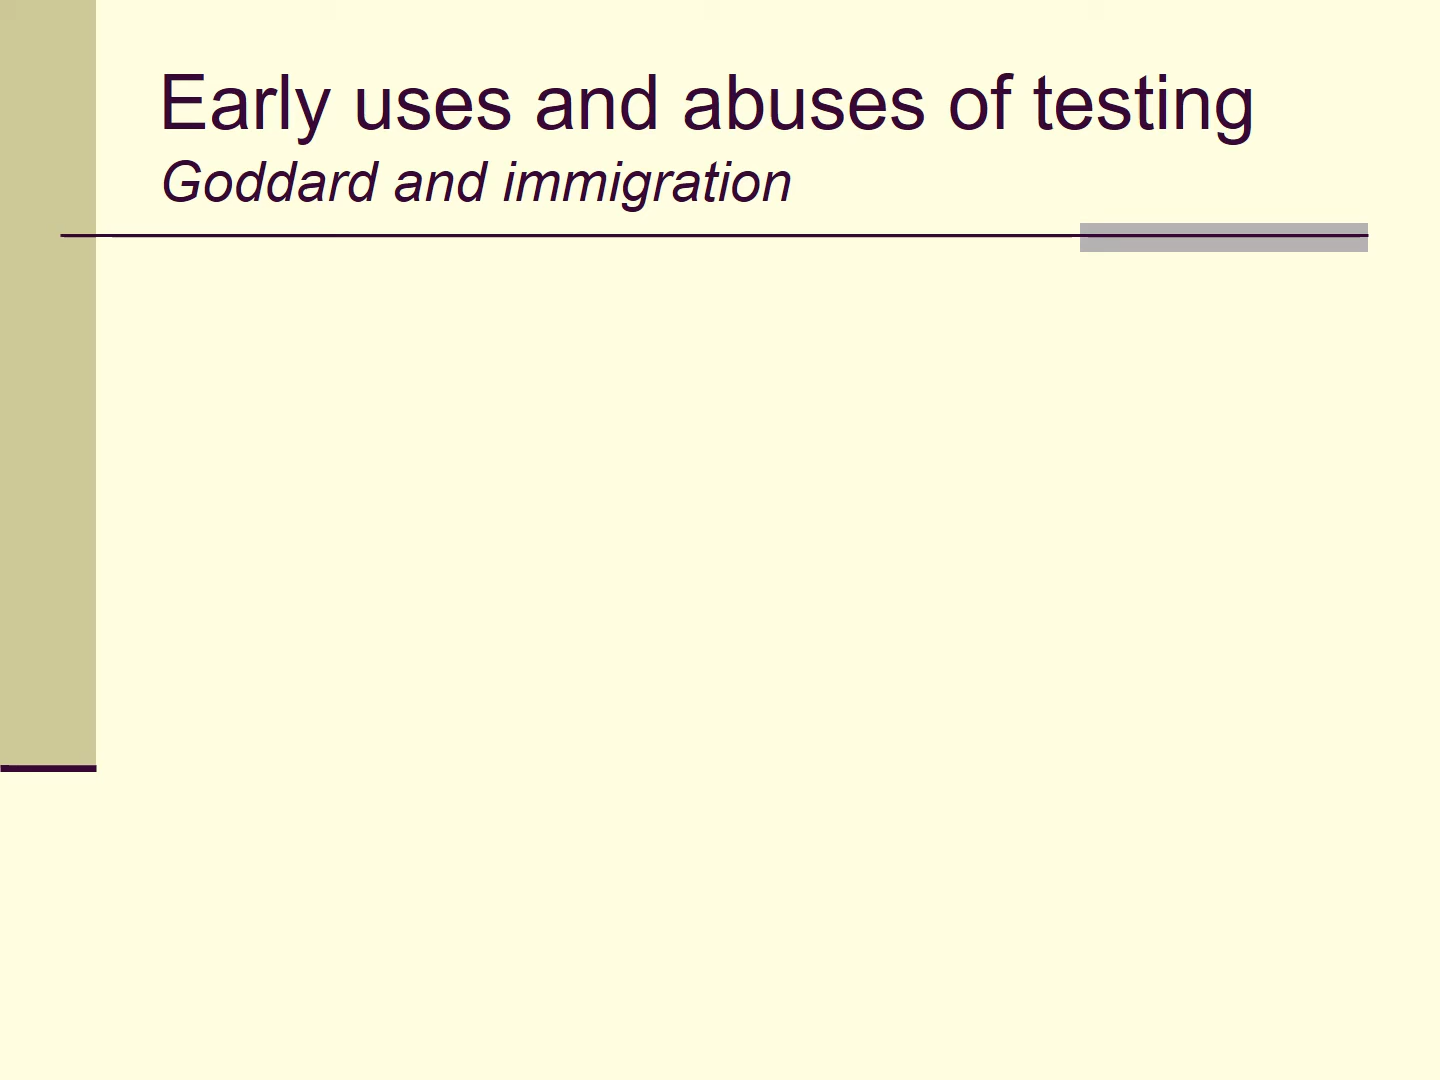 Early uses and abuses of testing
Goddard and immigration